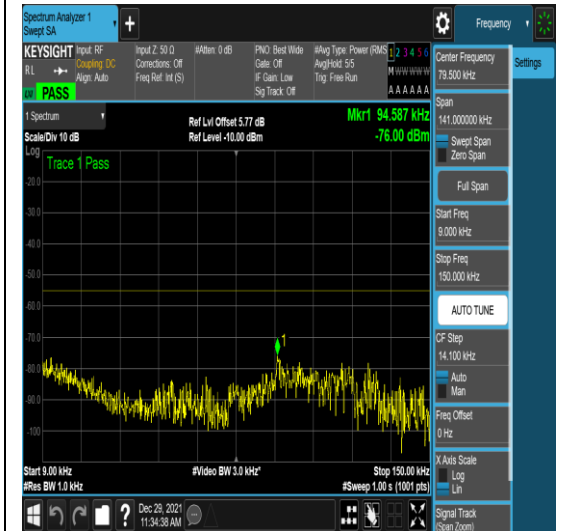 Spectrum Analyzer 1
Swept SA
Frequency
KEYSIGHT
RL
PASS
Input: RF
Coupling: DC
Align: Auto
Input Z: 50 Ω
Corrections: Off
Freq Ref: Int (S)
#Atten: 0 dB
PNO: Best Wide
Gate: Off
IF Gain: Low
Sig Track: Off
#Avg Type: Power (RMS
Avg|Hold: 5/5
Trig: Free Run
1 2 3 4 5 6
M W W W W W
A A A A A A
1 Spectrum
Scale/Div 10 dB
Ref Lvl Offset 5.77 dB
Ref Level -10.00 dBm
Mkr1 94.587 kHz
-76.00 dBm
Log
Trace 1 Pass
-20.0
-30.0
-40.0
-50.0
-60.0
-70.0
-80.0
-90.0
-100
1
Start 9.00 kHz
#Res BW 1.0 kHz
#Video BW 3.0 kHz*
Stop 150.00 kHz
#Sweep 1.00 s (1001 pts)
?
Dec 29, 2021
11:34:38 AM
Center Frequency
79.500 kHz
Settings
Span
141.000000 kHz
Swept Span
Zero Span
Full Span
Start Freq
9.000 kHz
Stop Freq
150.000 kHz
AUTO TUNE
CF Step
14.100 kHz
Auto
Man
Freq Offset
0 Hz
X Axis Scale
Log
Lin
Signal Track
(Span Zoom)